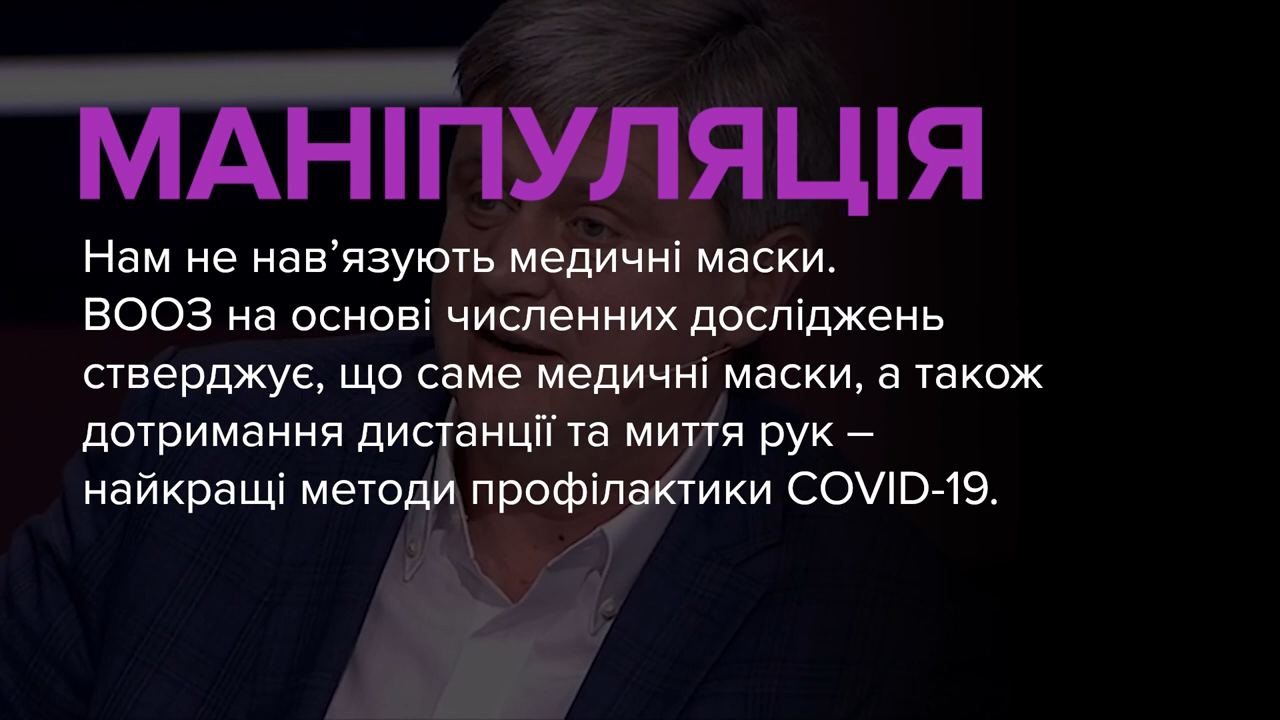 МАНІПУЛЯЦІЯ
Нам не нав’язують медичні маски.
ВООЗ на основі численних досліджень
стверджує, що саме медичні маски, а також
дотримання дистанції та миття рук –
найкращі методи профілактики COVID-19.